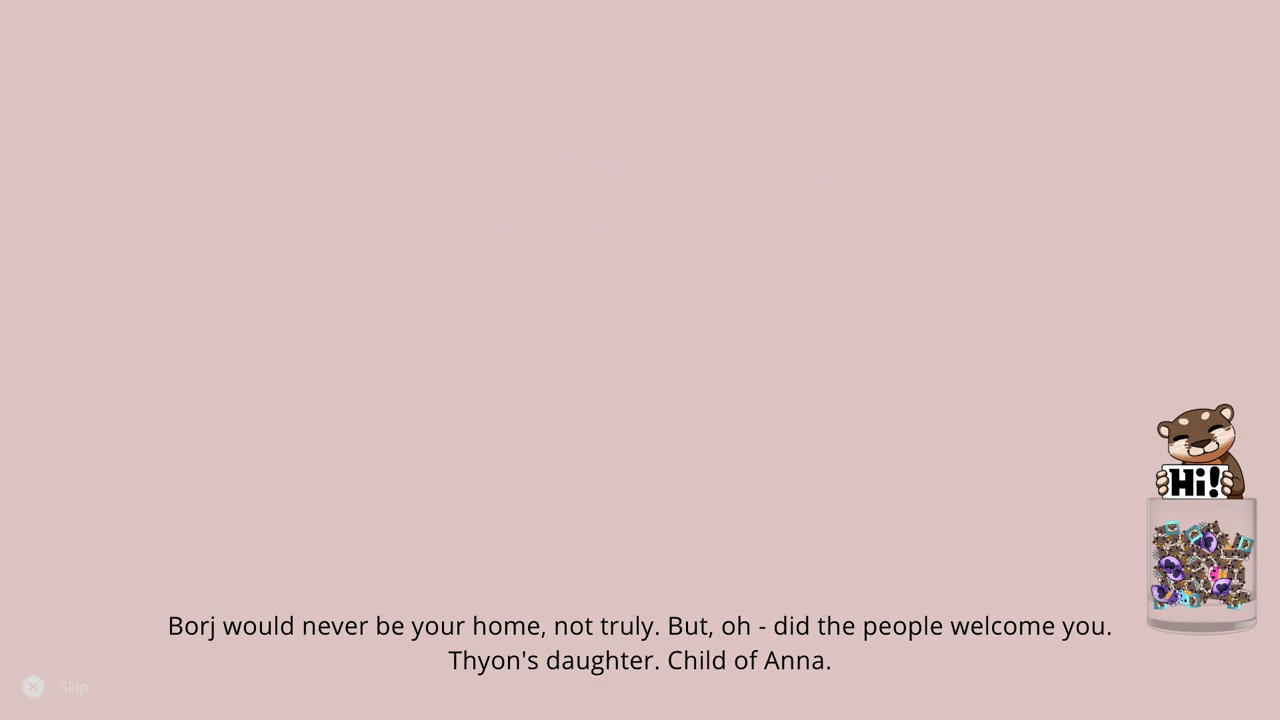 Hi!
Borj would never be your home, not truly. But, oh - did the people welcome you.
Thyon's daughter. Child of Anna.
Skip